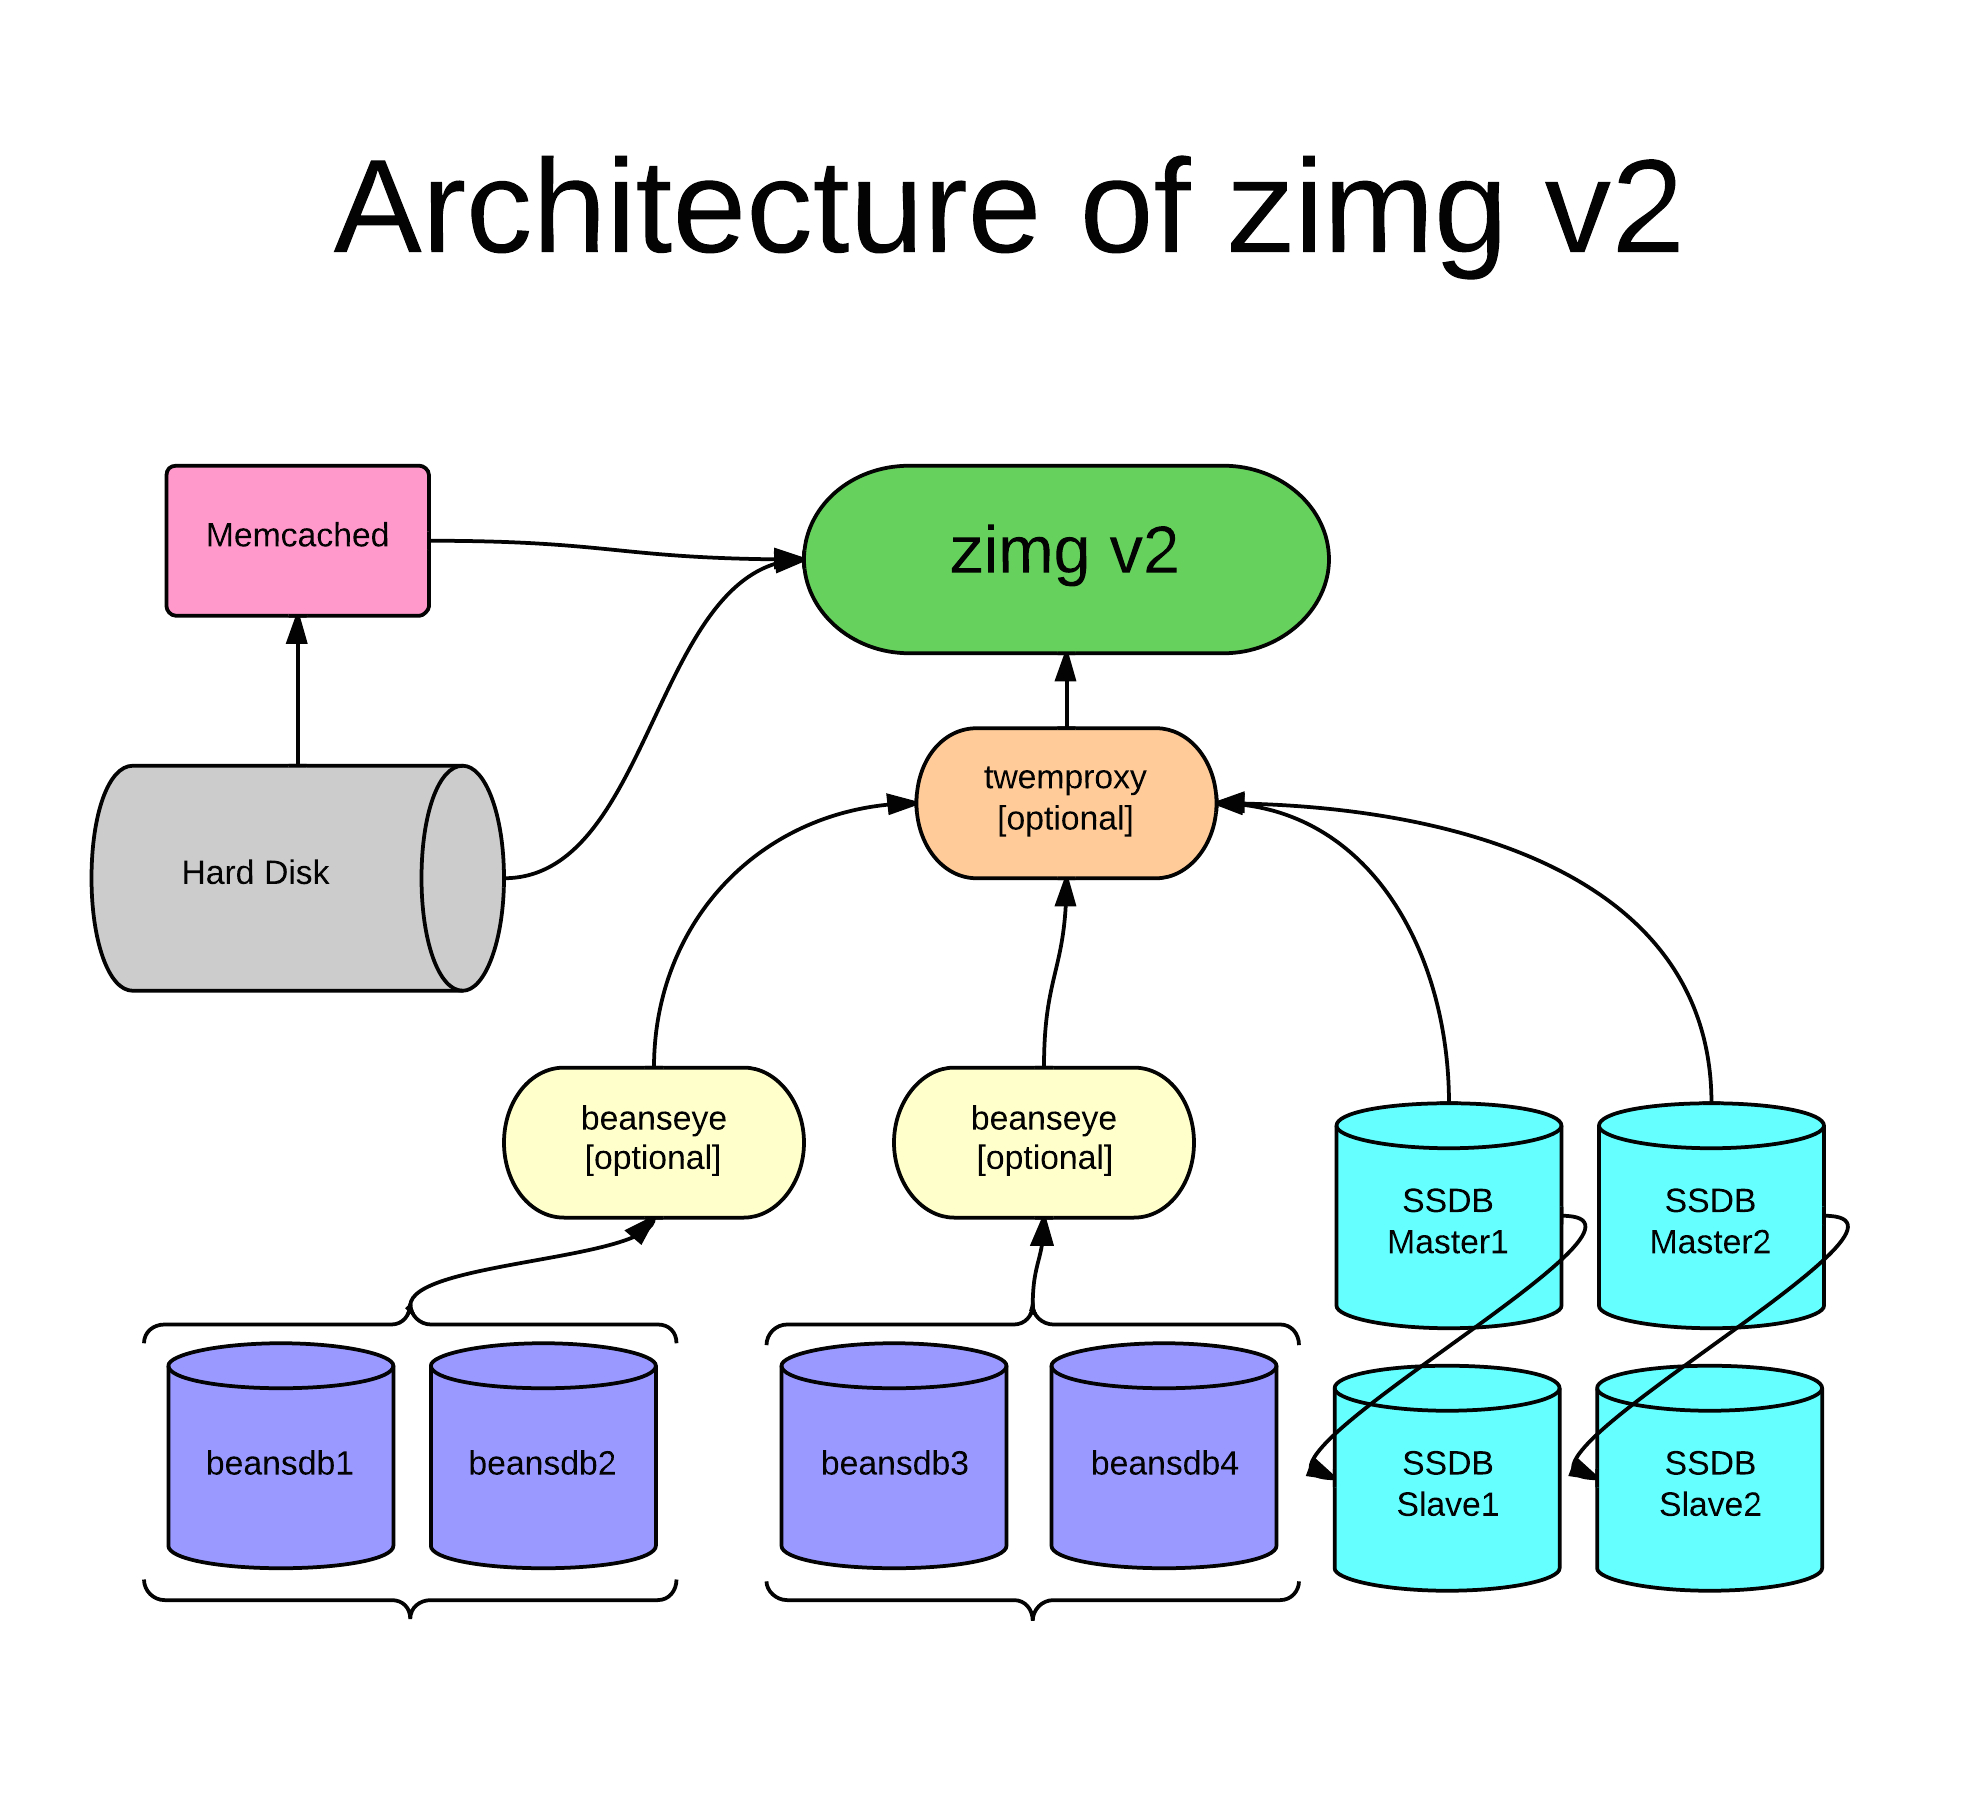 Architecture of zimg v2
Memcached
zimg v2
twemproxy
[optional]
Hard Disk
beanseye
[optional]
beanseye
[optional]
SSDB
Master1
SSDB
Master2
beansdb1
beansdb2
beansdb3
beansdb4
SSDB
Slave1
SSDB
Slave2